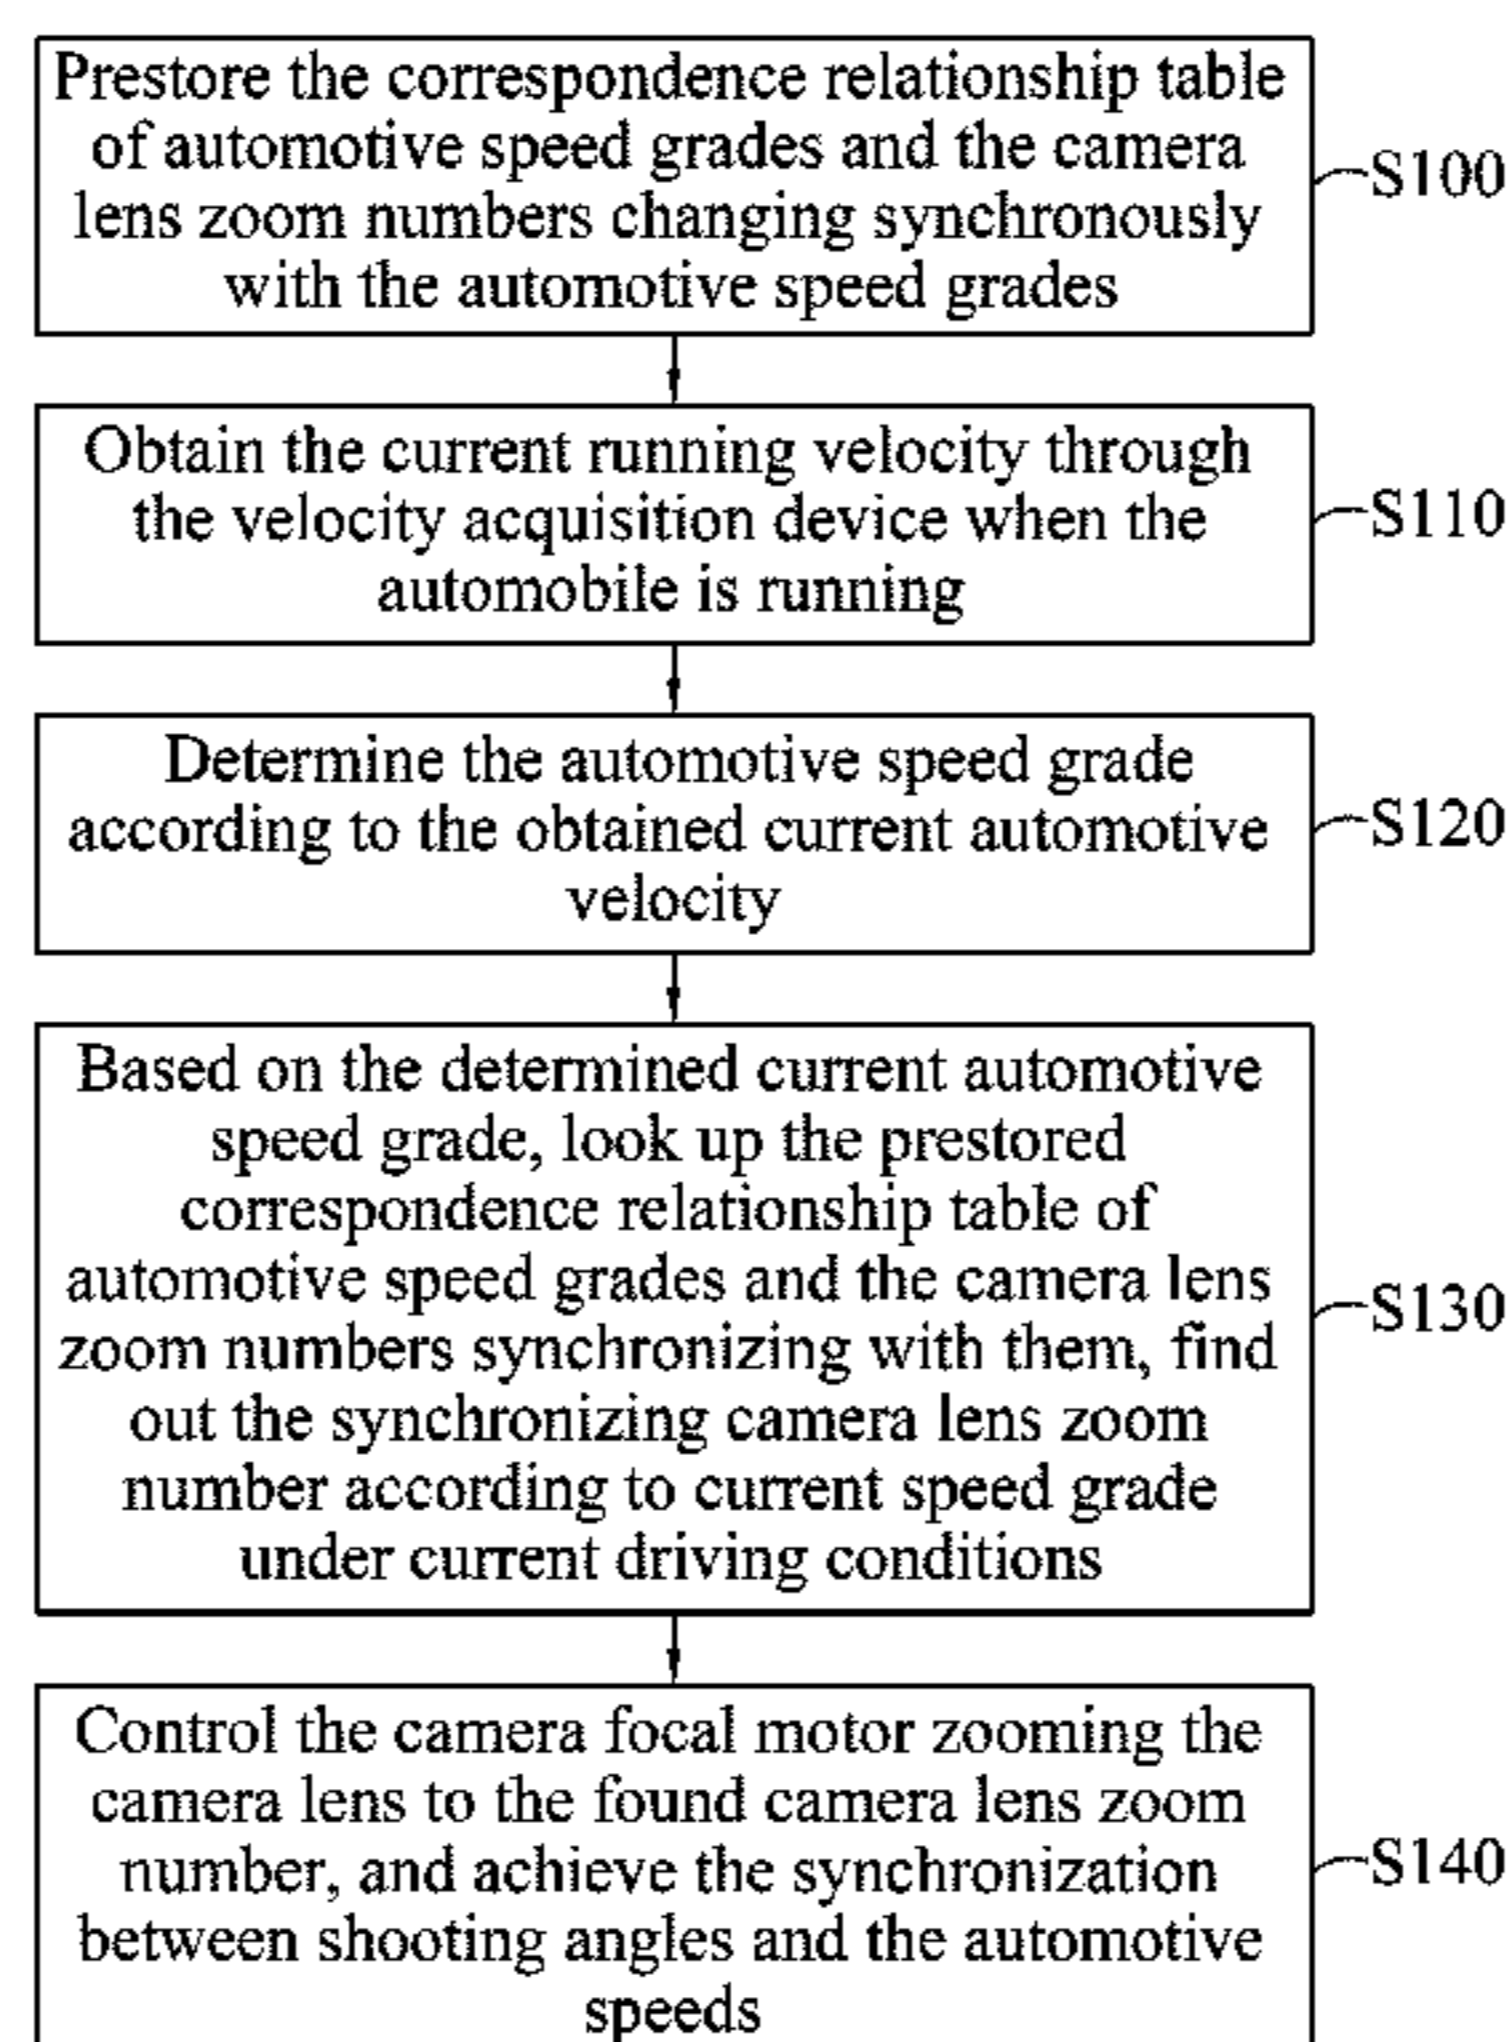 Prestore the correspondence relationship table
of automotive speed grades and the camera
lens zoom numbers changing synchronously
with the automotive speed grades
S100
Obtain the current running velocity through
the velocity acquisition device when the
automobile is running
S110
Determine the automotive speed grade
according to the obtained current automotive
velocity
S120
Based on the determined current automotive
speed grade, look up the prestored
correspondence relationship table of
automotive speed grades and the camera lens
zoom numbers synchronizing with them, find
out the synchronizing camera lens zoom
number according to current speed grade
under current driving conditions
S130
Control the camera focal motor zooming the
camera lens to the found camera lens zoom
number, and achieve the synchronization
between shooting angles and the automotive
speeds
S140